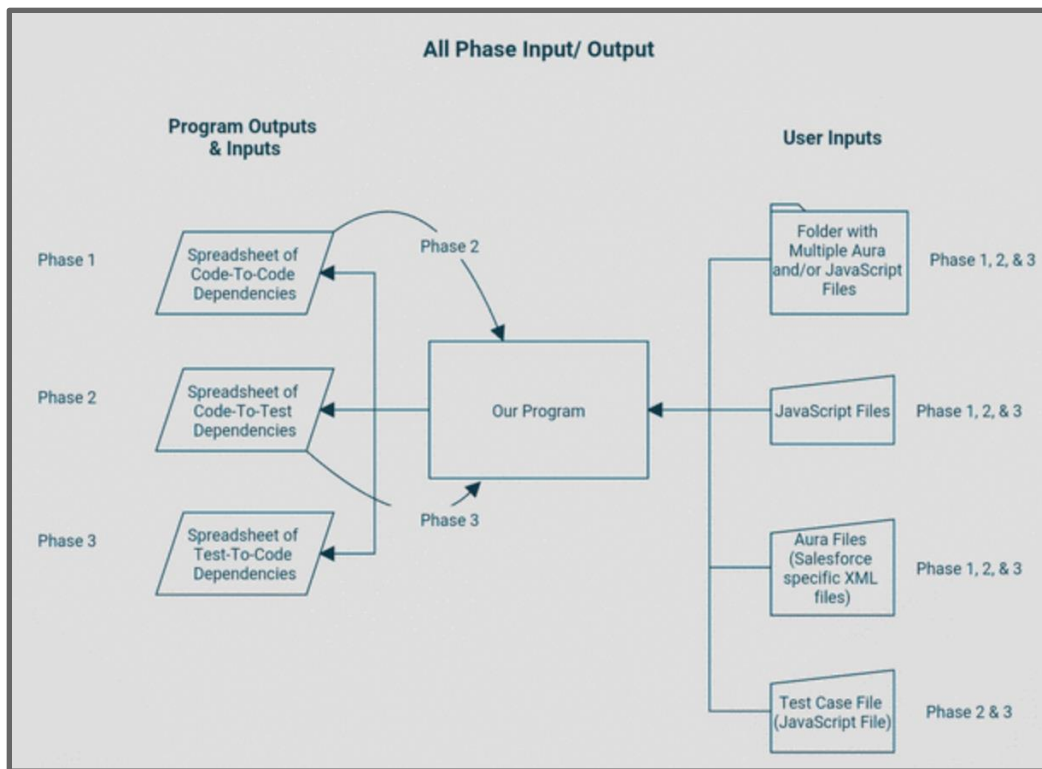 All Phase Input/ Output
Program Outputs
& Inputs
User Inputs
Phase 1
Spreadsheet of
Code-To-Code
Dependencies
Phase 2
Folder with
Multiple Aura
and/or JavaScript
Files
Phase 1, 2, & 3
Phase 2
Spreadsheet of
Code-To-Test
Dependencies
Our Program
JavaScript Files
Phase 1, 2, & 3
Phase 3
Phase 3
Spreadsheet of
Test-To-Code
Dependencies
Aura Files
(Salesforce
specific XML
files)
Phase 1, 2, & 3
Test Case File
(JavaScript File)
Phase 2 & 3